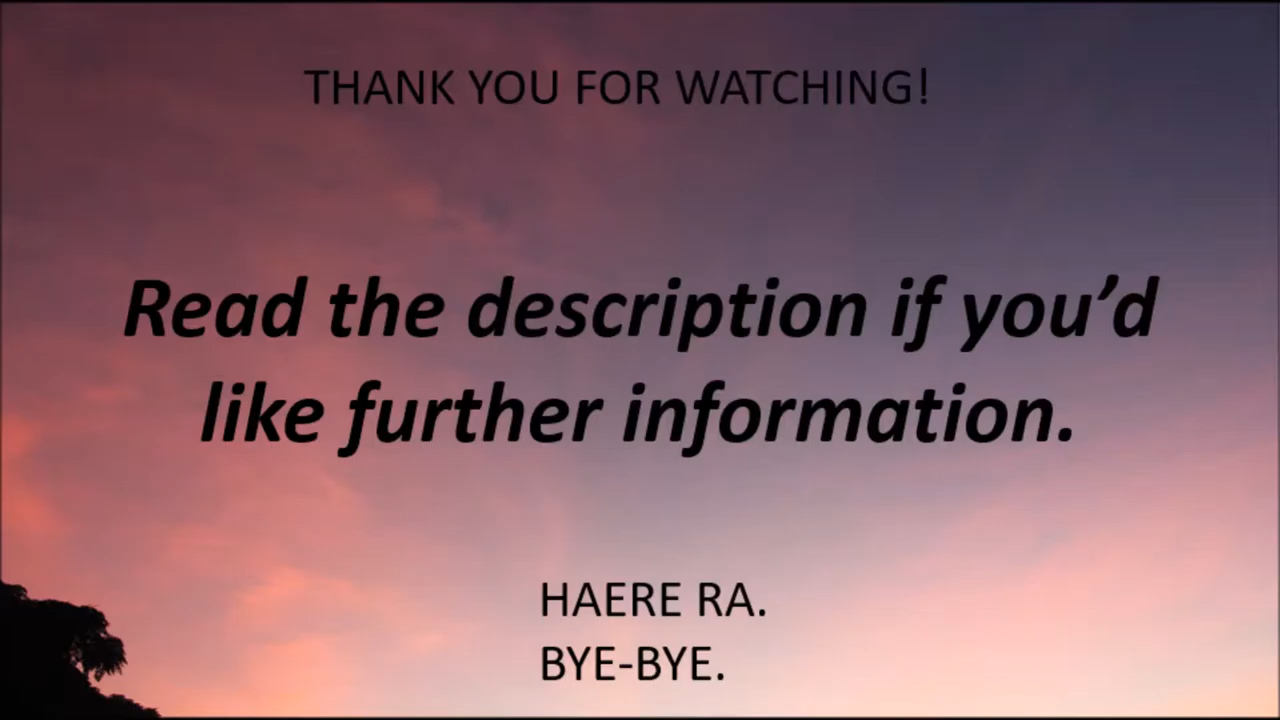 THANK YOU FOR WATCHING!
Read the description if you’d
like further information.
HAERE RA.
BYE-BYE.